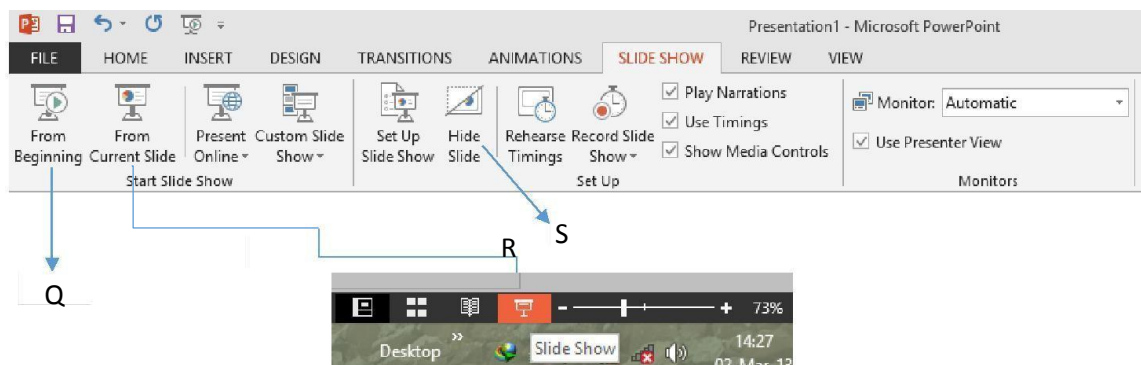 Presentation1 - Microsoft PowerPoint
FILE HOME INSERT DESIGN TRANSITIONS ANIMATIONS SLIDE SHOW REVIEW VIEW
From Beginning
From Current Slide
Present Online
Custom Slide Show
Start Slide Show
Set Up Slide Show
Hide Slide
Rehearse Timings
Record Slide Show
Play Narrations
Use Timings
Show Media Controls
Set Up
Monitor: Automatic
Use Presenter View
Monitors
Q
R
S
73%
Desktop
Slide Show
14:27
02-Mar-13